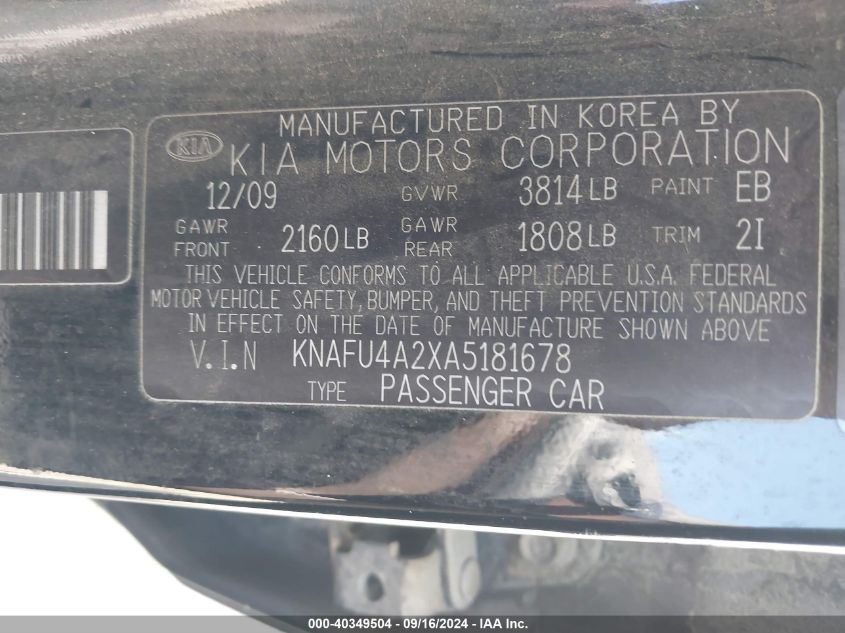 MANUFACTURED IN KOREA BY
KIA KIA MOTORS CORPORATION
12/09 GVWR 3814 LB PAINT EB
GAWR FRONT 2160 LB GAWR REAR 1808 LB TRIM 2I
THIS VEHICLE CONFORMS TO ALL APPLICABLE U.S.A. FEDERAL
MOTOR VEHICLE SAFETY, BUMPER, AND THEFT PREVENTION STANDARDS
IN EFFECT ON DATE OF MANUFACTURE SHOWN ABOVE
V.I.N KNAFU4A2XA5181678
TYPE PASSENGER CAR
000-40349504 - 09/16/2024 - IAA Inc.